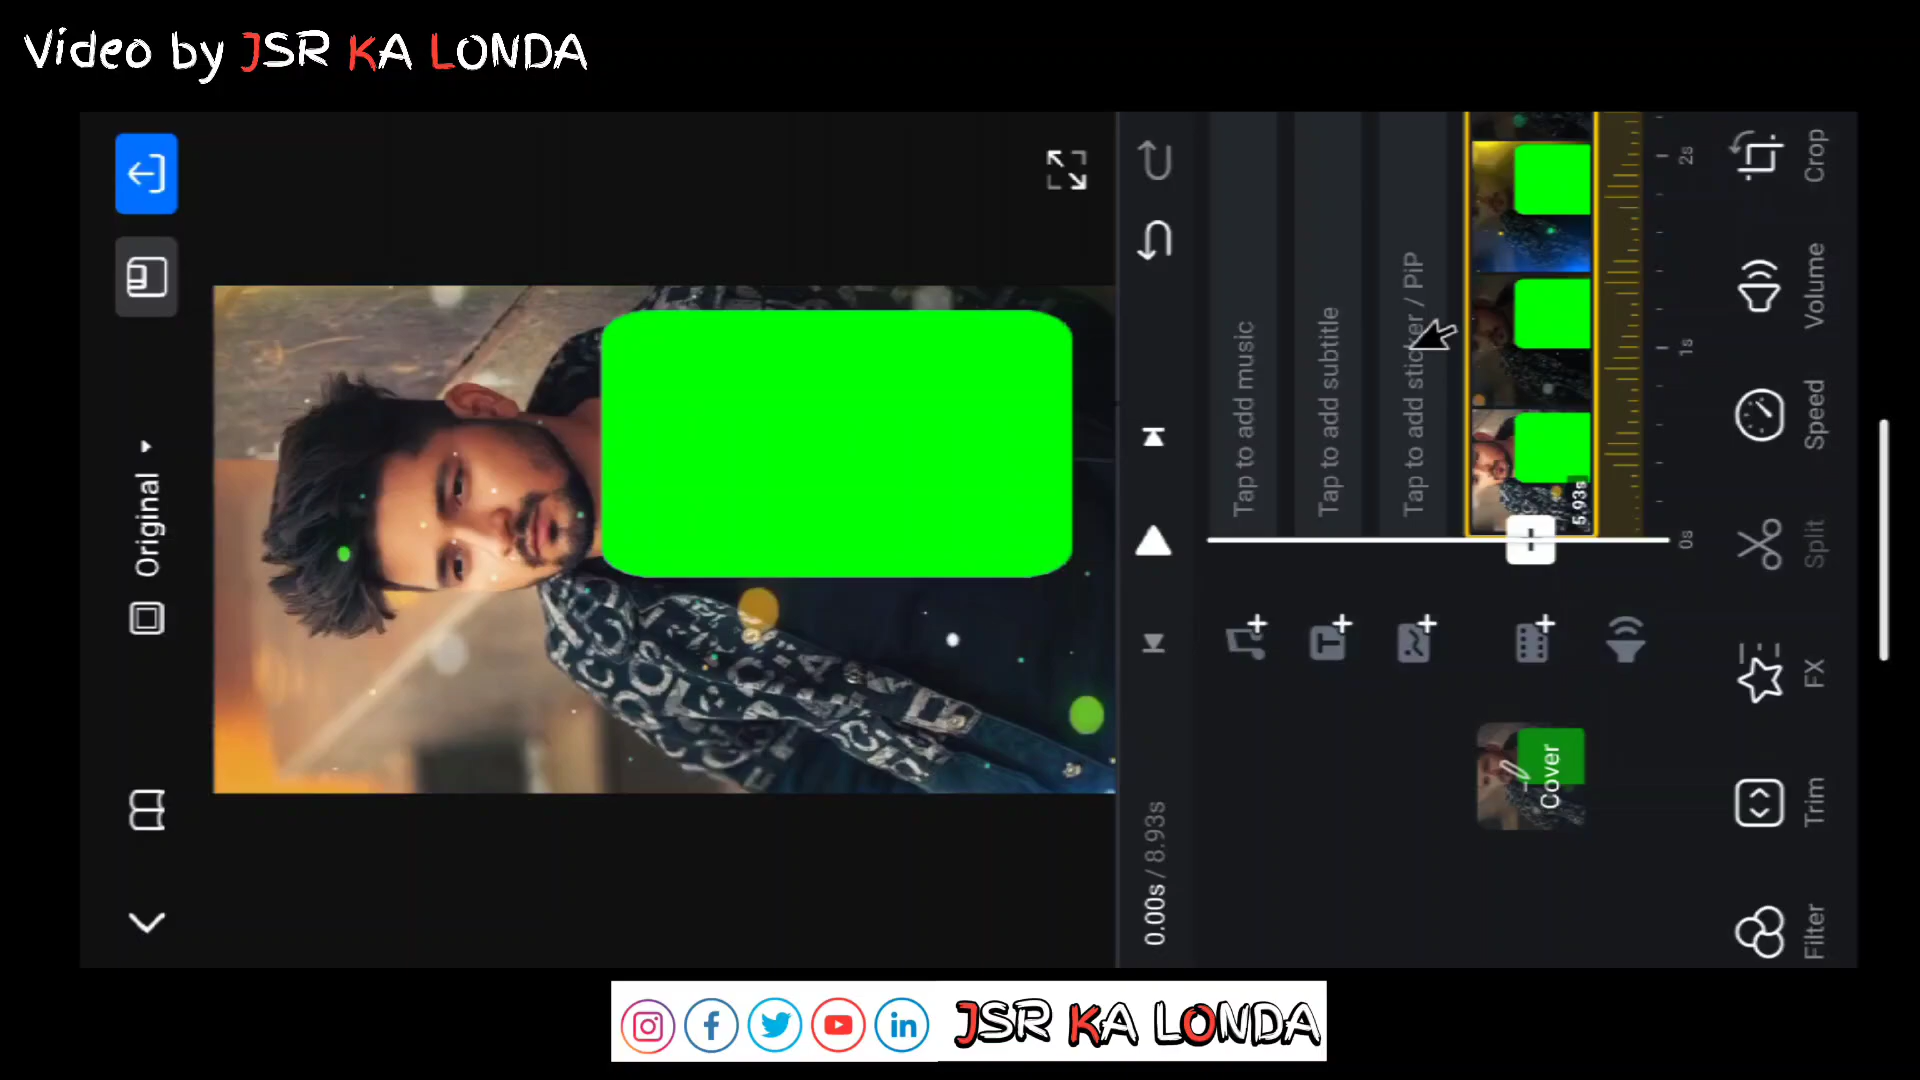 Video by JSR KA LONDA
Original
0.00s / 8.93s
Tap to add music
Tap to add subtitle
Tap to add sticker / PiP
5.93s
Cover
0s
1s
2s
Filter
Trim
FX
Split
Speed
Volume
Crop
JSR KA LONDA